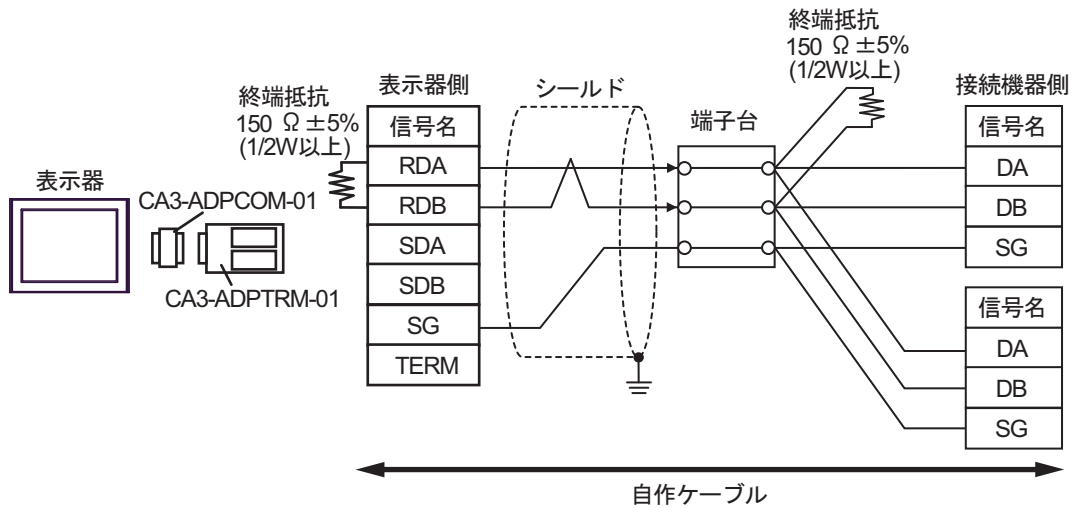 表示器
CA3-ADPCOM-01
CA3-ADPTRM-01
終端抵抗
150 Ω ±5%
(1/2W以上)
表示器側
信号名
RDA
RDB
SDA
SDB
SG
TERM
シールド
端子台
終端抵抗
150 Ω ±5%
(1/2W以上)
接続機器側
信号名
DA
DB
SG
信号名
DA
DB
SG
自作ケーブル